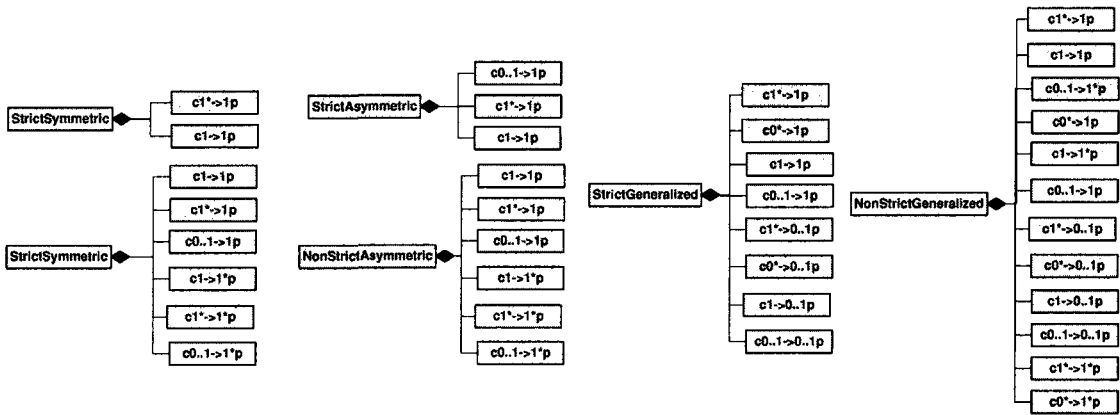 StrictSymmetric
c1*->1p
c1->1p
StrictSymmetric
c1->1p
c1*->1p
c0..1->1p
c1->1*p
c1*->1*p
c0..1->1*p
StrictAsymmetric
c0..1->1p
c1*->1p
c1->1p
NonStrictAsymmetric
c1->1p
c1*->1p
c0..1->1p
c1->1*p
c1*->1*p
c0..1->1*p
StrictGeneralized
c1*->1p
c0*->1p
c1->1p
c0..1->1p
c1*->0..1p
c0*->0..1p
c1->0..1p
c0..1->0..1p
NonStrictGeneralized
c1*->1p
c1->1p
c0..1->1*p
c0*->1p
c1->1*p
c0..1->1p
c1*->0..1p
c0*->0..1p
c1->0..1p
c0..1->0..1p
c1*->1*p
c0*->1*p